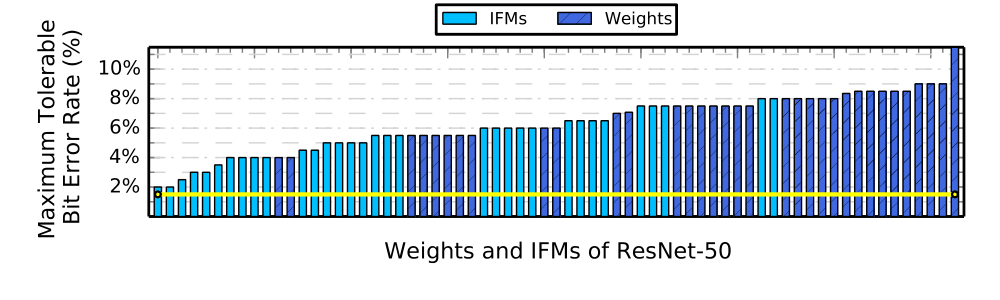 IFMs Weights
Maximum Tolerable
Bit Error Rate (%)
10%
8%
6%
4%
2%
Weights and IFMs of ResNet-50